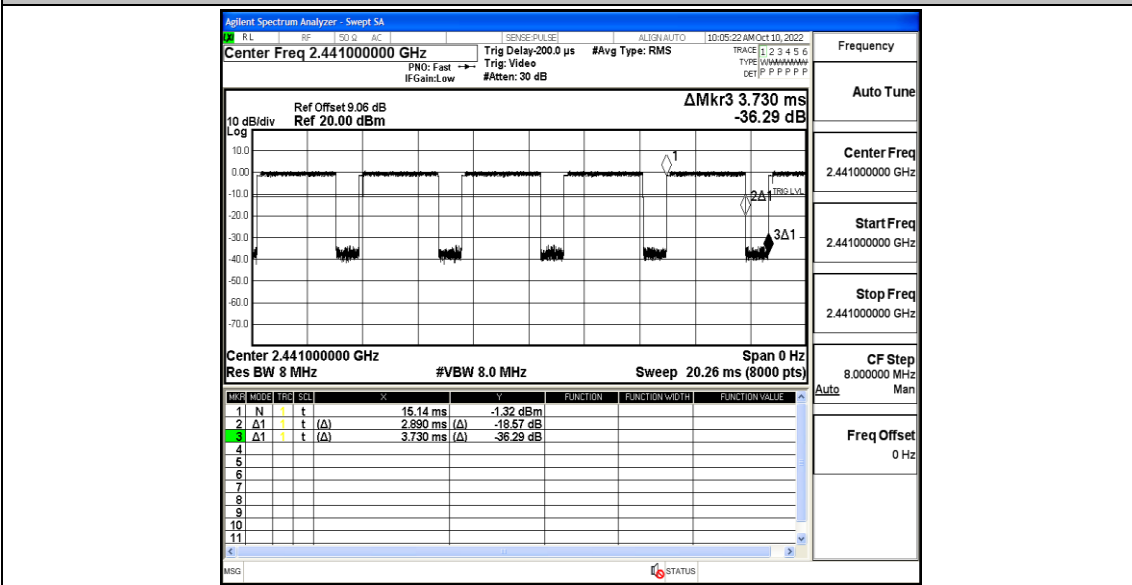 Agilent Spectrum Analyzer - Swept SA
RL RF 50 Ω AC SENSE:PULSE ALIGNAUTO 10:05:22 AM Oct 10, 2022
Center Freq 2.441000000 GHz
PNO: Fast
IFGain:Low
Trig Delay-200.0 µs
Trig: Video
#Atten: 30 dB
#Avg Type: RMS
TRACE 1 2 3 4 5 6
TYPE
DET P P P P P P
ΔMkr3 3.730 ms
-36.29 dB
Ref Offset 9.06 dB
10 dB/div Ref 20.00 dBm
Log
10.0
0.00
-10.0
-20.0
-30.0
-40.0
-50.0
-60.0
-70.0
1
2Δ1
TRIG LVL
3Δ1
Center 2.441000000 GHz Span 0 Hz
Res BW 8 MHz #VBW 8.0 MHz Sweep 20.26 ms (8000 pts)
MKR MODE TRC SCL X Y FUNCTION FUNCTION WIDTH FUNCTION VALUE
1 N 1 t 15.14 ms -1.32 dBm
2 Δ1 1 t (Δ) 2.890 ms (Δ) -18.57 dB
3 Δ1 1 t (Δ) 3.730 ms (Δ) -36.29 dB
4
5
6
7
8
9
10
11
MSG STATUS
Frequency
Auto Tune
Center Freq
2.441000000 GHz
Start Freq
2.441000000 GHz
Stop Freq
2.441000000 GHz
CF Step
8.000000 MHz
Auto Man
Freq Offset
0 Hz